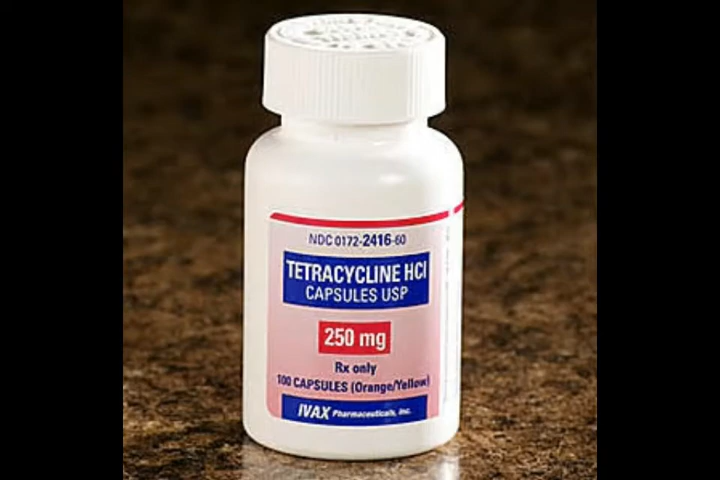 NDC 0172-2416-60
TETRACYCLINE HCl
CAPSULES USP
250 mg
Rx only
100 CAPSULES (Orange/Yellow)
IVAX Pharmaceuticals, Inc.